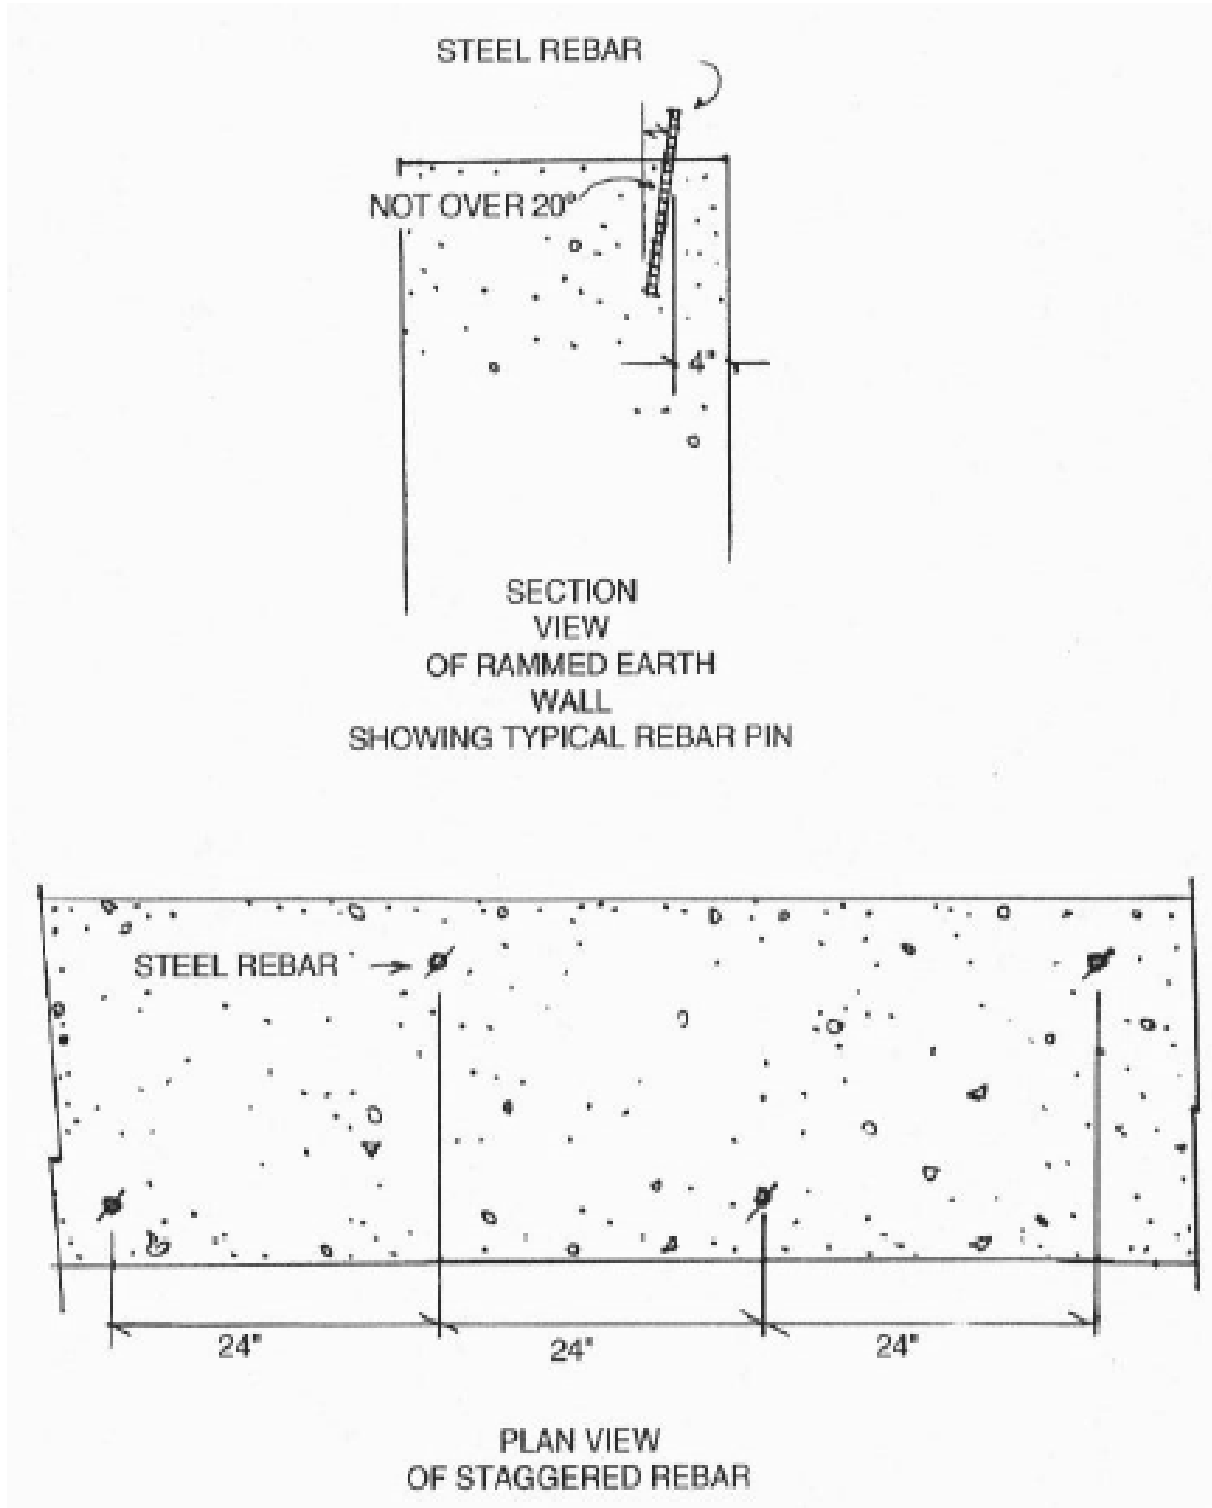 STEEL REBAR
NOT OVER 20°
4"
SECTION
VIEW
OF RAMMED EARTH
WALL
SHOWING TYPICAL REBAR PIN
STEEL REBAR
24"
24"
24"
PLAN VIEW
OF STAGGERED REBAR